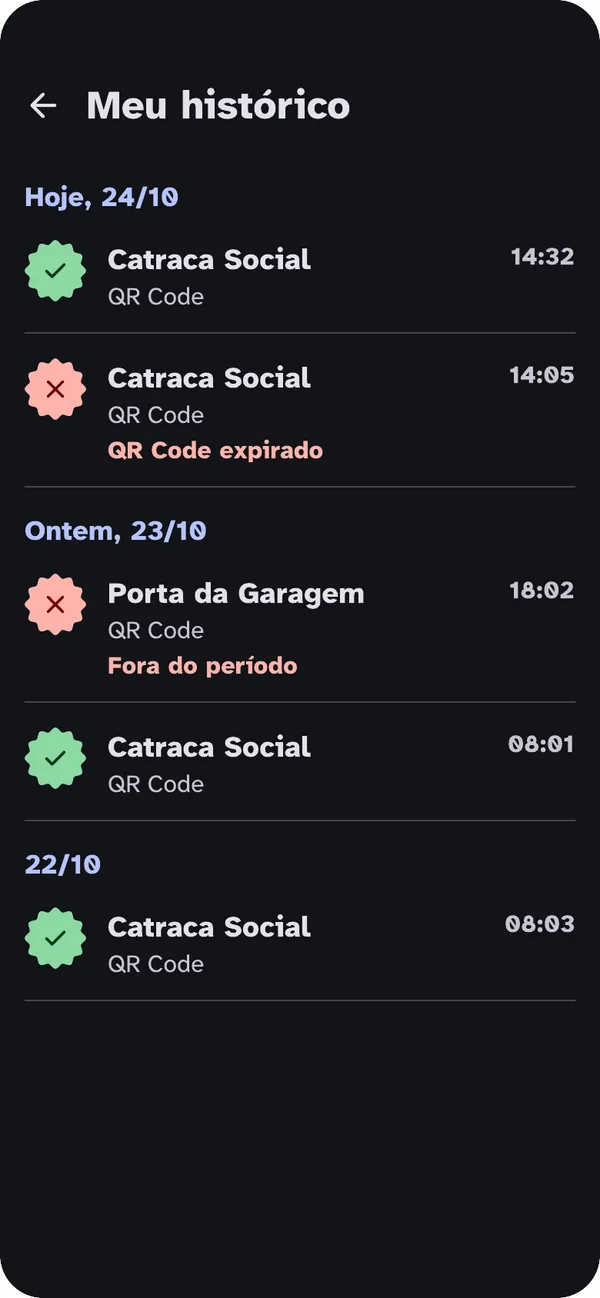 Meu histórico
Hoje, 24/10
Catraca Social
14:32
QR Code
Catraca Social
14:05
QR Code
QR Code expirado
Ontem, 23/10
Porta da Garagem
18:02
QR Code
Fora do período
Catraca Social
08:01
QR Code
22/10
Catraca Social
08:03
QR Code